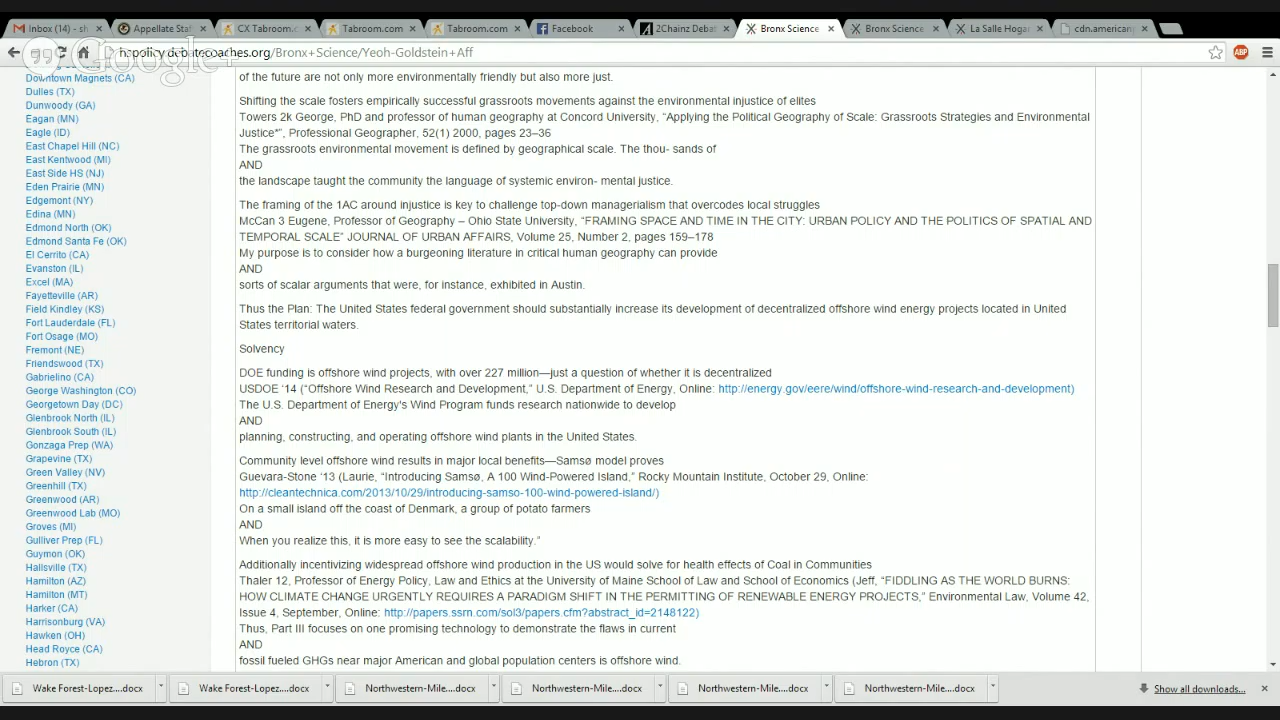 Inbox (14) - sh
Appellate Stat
CX Tabroom.co
Tabroom.com
Tabroom.com
Facebook
2Chainz Debat
Bronx Science
Bronx Science
La Salle Hogan
cdn.american
hspolicy.debatecoaches.org/Bronx+Science/Yeoh-Goldstein+Aff
Google+
ABP
Downtown Magnets (CA)
Dulles (TX)
Dunwoody (GA)
Eagan (MN)
Eagle (ID)
East Chapel Hill (NC)
East Kentwood (MI)
East Side HS (NJ)
Eden Prairie (MN)
Edgemont (NY)
Edina (MN)
Edmond North (OK)
Edmond Santa Fe (OK)
El Cerrito (CA)
Evanston (IL)
Excel (MA)
Fayetteville (AR)
Field Kindley (KS)
Fort Lauderdale (FL)
Fort Osage (MO)
Fremont (NE)
Friendswood (TX)
Gabrielino (CA)
George Washington (CO)
Georgetown Day (DC)
Glenbrook North (IL)
Glenbrook South (IL)
Gonzaga Prep (WA)
Grapevine (TX)
Green Valley (NV)
Greenhill (TX)
Greenwood (AR)
Greenwood Lab (MO)
Groves (MI)
Gulliver Prep (FL)
Guymon (OK)
Hallsville (TX)
Hamilton (AZ)
Hamilton (MT)
Harker (CA)
Harrisonburg (VA)
Hawken (OH)
Head Royce (CA)
Hebron (TX)
of the future are not only more environmentally friendly but also more just.
Shifting the scale fosters empirically successful grassroots movements against the environmental injustice of elites
Towers 2k George, PhD and professor of human geography at Concord University, “Applying the Political Geography of Scale: Grassroots Strategies and Environmental
Justice*”, Professional Geographer, 52(1) 2000, pages 23–36
The grassroots environmental movement is defined by geographical scale. The thou- sands of
AND
the landscape taught the community the language of systemic environ- mental justice.
The framing of the 1AC around injustice is key to challenge top-down managerialism that overcodes local struggles
McCan 3 Eugene, Professor of Geography – Ohio State University, “FRAMING SPACE AND TIME IN THE CITY: URBAN POLICY AND THE POLITICS OF SPATIAL AND
TEMPORAL SCALE” JOURNAL OF URBAN AFFAIRS, Volume 25, Number 2, pages 159–178
My purpose is to consider how a burgeoning literature in critical human geography can provide
AND
sorts of scalar arguments that were, for instance, exhibited in Austin.
Thus the Plan: The United States federal government should substantially increase its development of decentralized offshore wind energy projects located in United
States territorial waters.
Solvency
DOE funding is offshore wind projects, with over 227 million—just a question of whether it is decentralized
USDOE ‘14 (“Offshore Wind Research and Development,” U.S. Department of Energy, Online: http://energy.gov/eere/wind/offshore-wind-research-and-development)
The U.S. Department of Energy's Wind Program funds research nationwide to develop
AND
planning, constructing, and operating offshore wind plants in the United States.
Community level offshore wind results in major local benefits—Samsø model proves
Guevara-Stone ‘13 (Laurie, “Introducing Samsø, A 100 Wind-Powered Island,” Rocky Mountain Institute, October 29, Online:
http://cleantechnica.com/2013/10/29/introducing-samso-100-wind-powered-island/)
On a small island off the coast of Denmark, a group of potato farmers
AND
When you realize this, it is more easy to see the scalability.”
Additionally incentivizing widespread offshore wind production in the US would solve for health effects of Coal in Communities
Thaler 12, Professor of Energy Policy, Law and Ethics at the University of Maine School of Law and School of Economics (Jeff, “FIDDLING AS THE WORLD BURNS:
HOW CLIMATE CHANGE URGENTLY REQUIRES A PARADIGM SHIFT IN THE PERMITTING OF RENEWABLE ENERGY PROJECTS,” Environmental Law, Volume 42,
Issue 4, September, Online: http://papers.ssrn.com/sol3/papers.cfm?abstract_id=2148122)
Thus, Part III focuses on one promising technology to demonstrate the flaws in current
AND
fossil fueled GHGs near major American and global population centers is offshore wind.
Wake Forest-Lopez....docx
Wake Forest-Lopez....docx
Northwestern-Mile....docx
Northwestern-Mile....docx
Northwestern-Mile....docx
Northwestern-Mile....docx
Show all downloads...